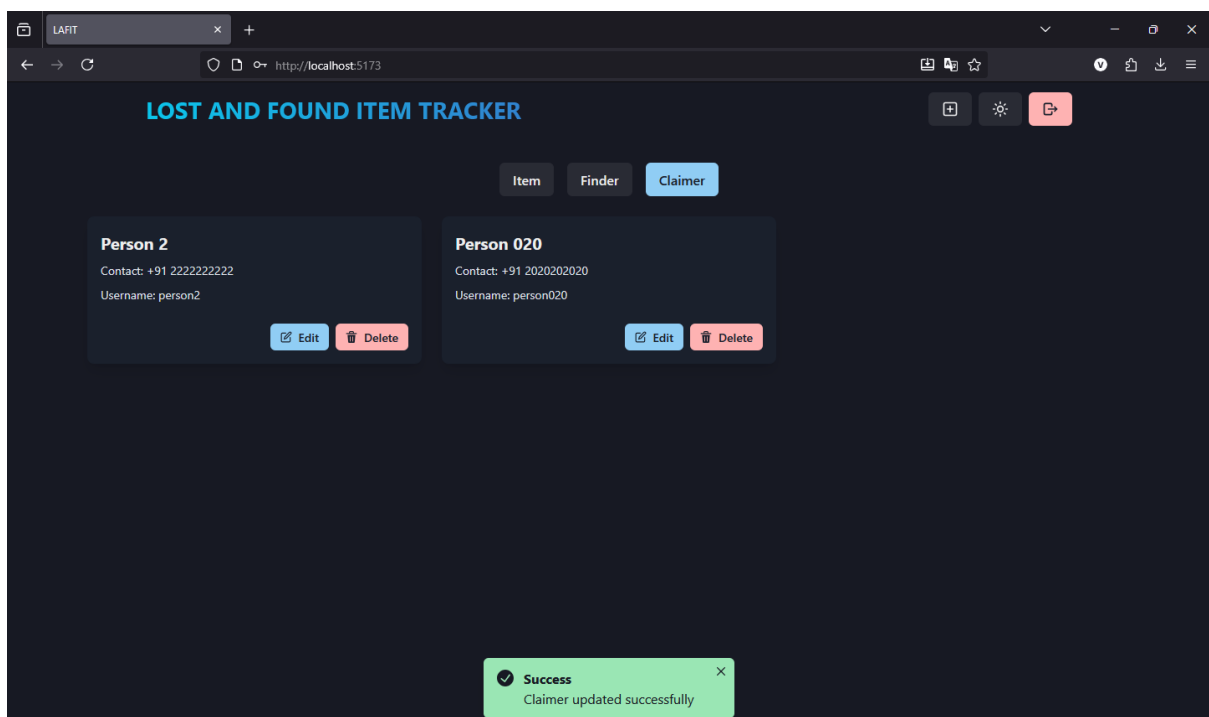 LAFIT
http://localhost:5173
V
LOST AND FOUND ITEM TRACKER
Item Finder Claimer
Person 2
Contact: +91 2222222222
Username: person2
Edit Delete
Person 020
Contact: +91 2020202020
Username: person020
Edit Delete
Success
Claimer updated successfully